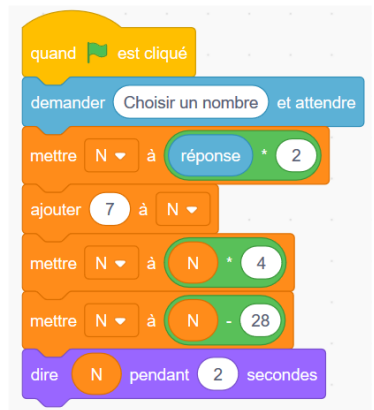 quand est cliqué
demander Choisir un nombre et attendre
mettre N à réponse * 2
ajouter 7 à N
mettre N à N * 4
mettre N à N - 28
dire N pendant 2 secondes